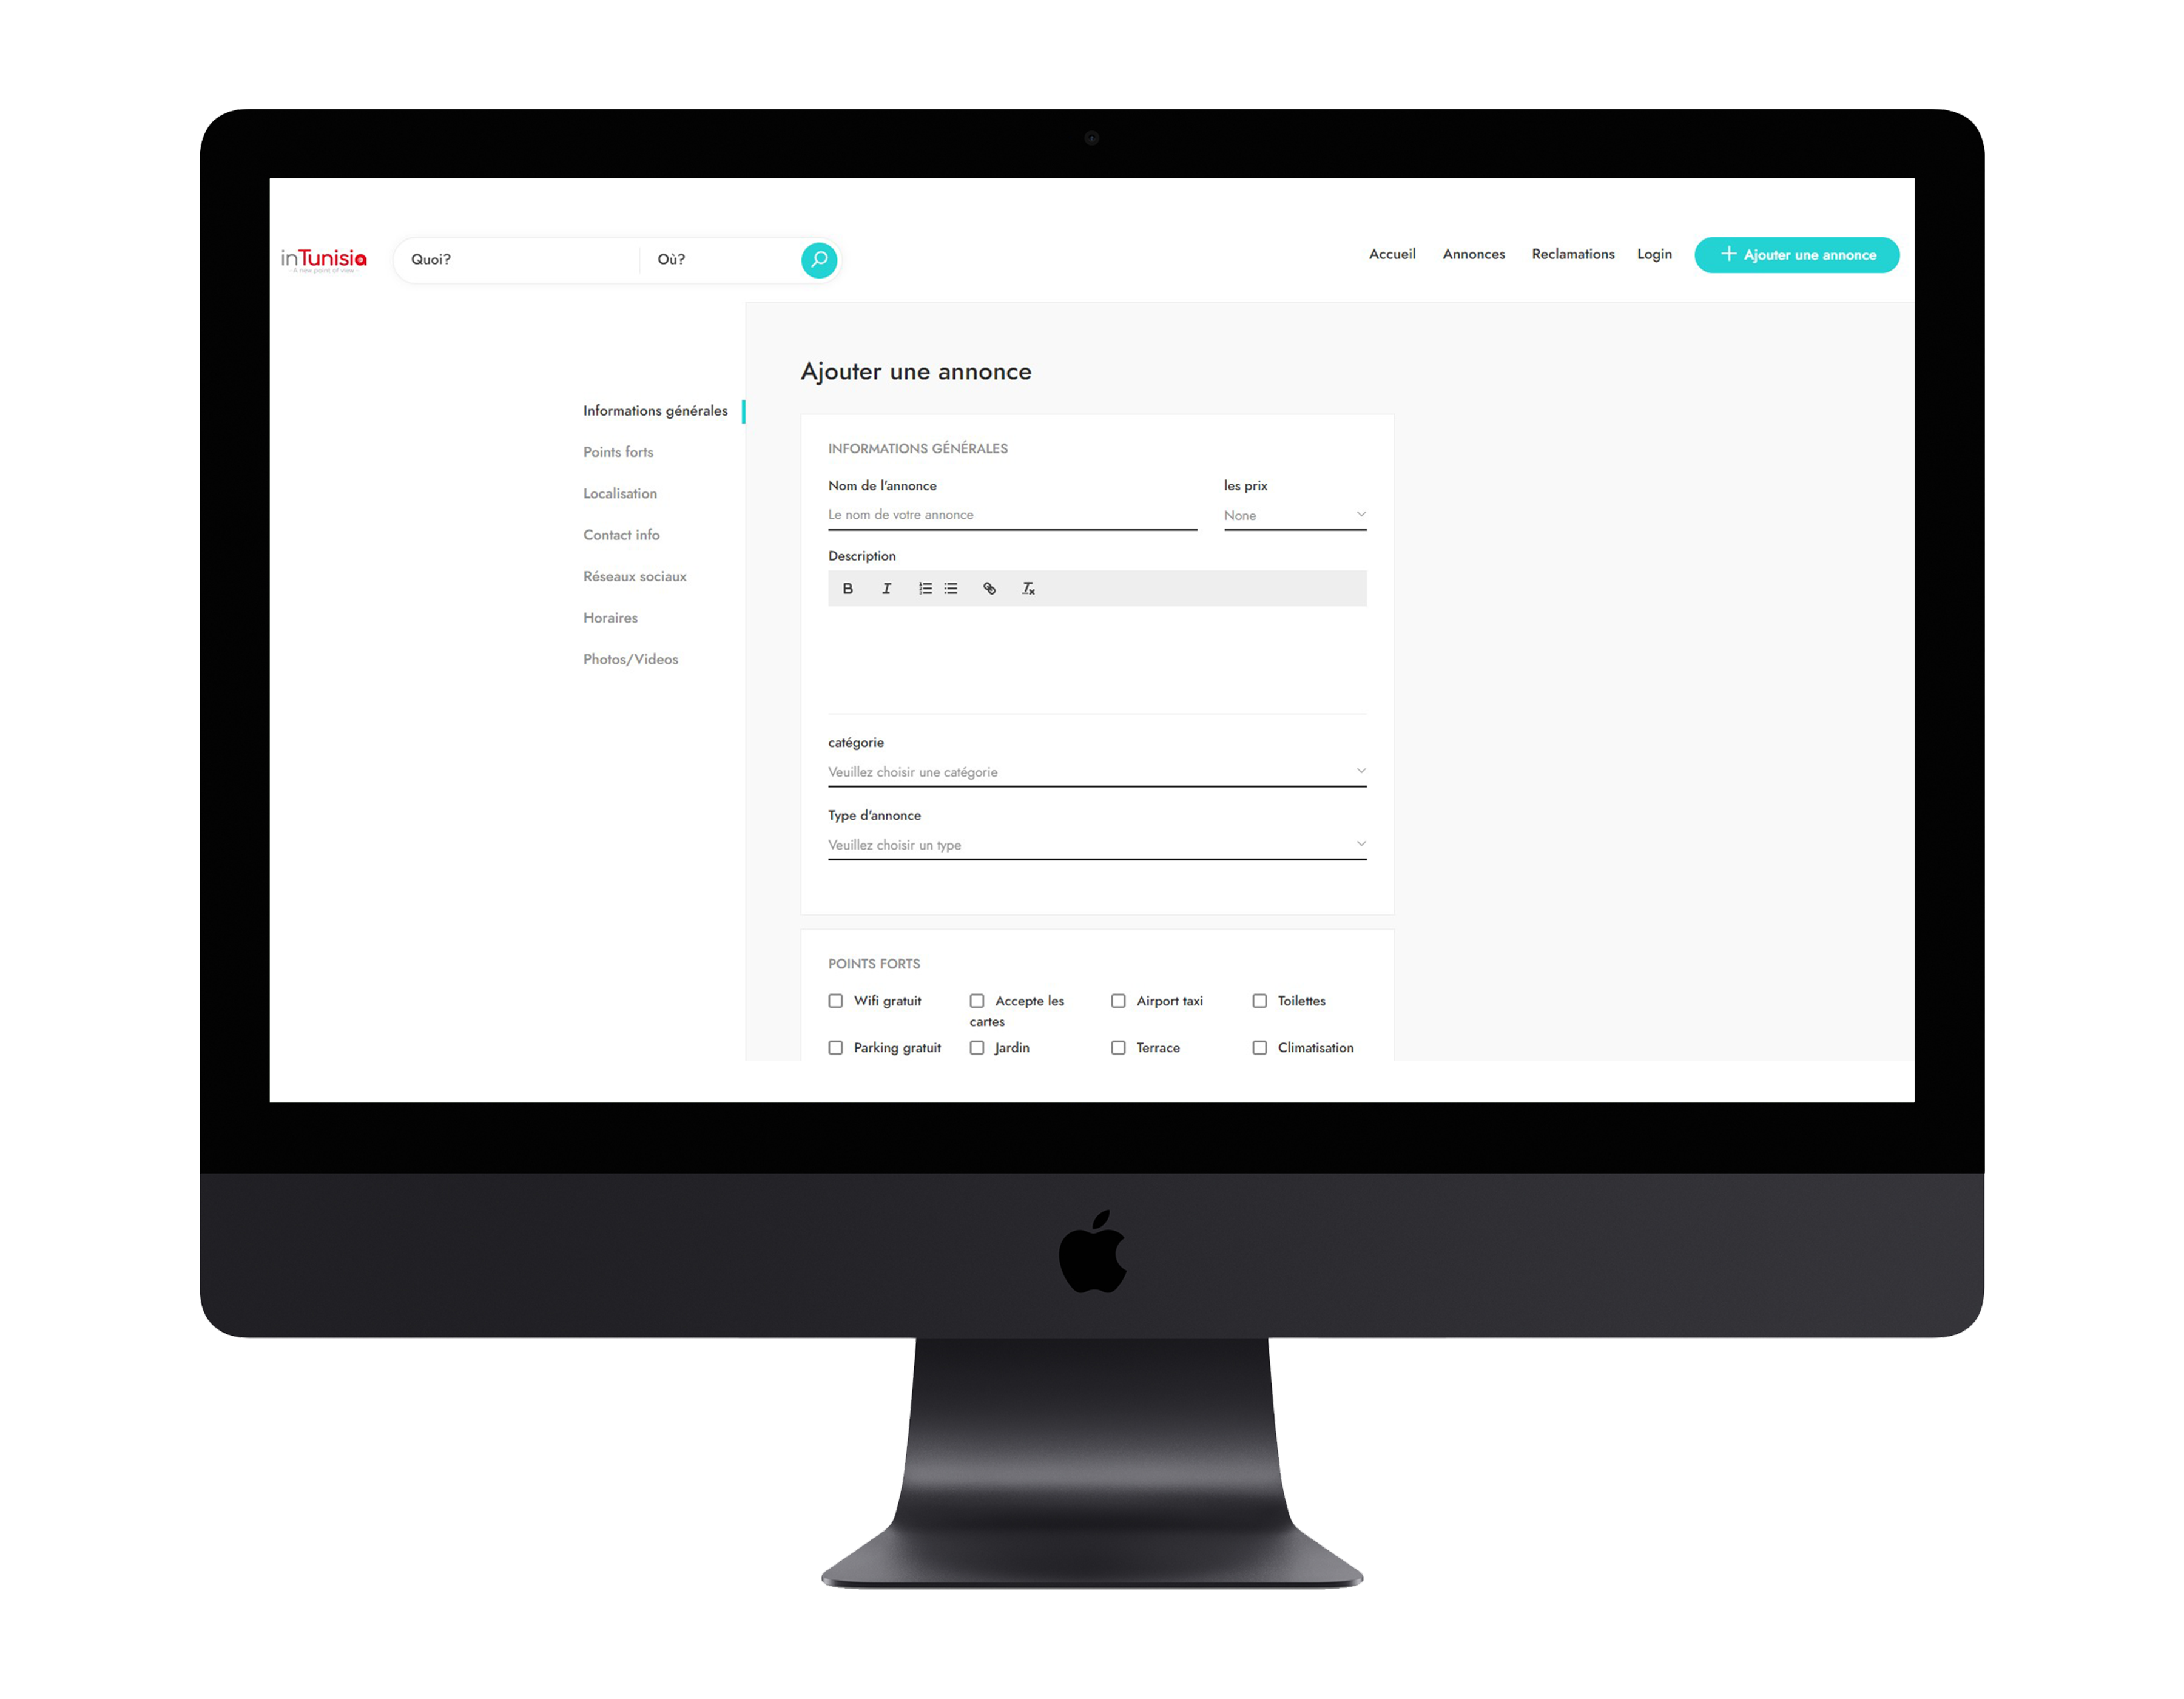 inTunisia
- A new point of view -
Quoi?
Où?
Accueil
Annonces
Reclamations
Login
Ajouter une annonce
Informations générales
Points forts
Localisation
Contact info
Réseaux sociaux
Horaires
Photos/Videos
Ajouter une annonce
INFORMATIONS GÉNÉRALES
Nom de l'annonce
les prix
Le nom de votre annonce
None
Description
catégorie
Veuillez choisir une catégorie
Type d'annonce
Veuillez choisir un type
POINTS FORTS
Wifi gratuit
Accepte les
cartes
Airport taxi
Toilettes
Parking gratuit
Jardin
Terrace
Climatisation